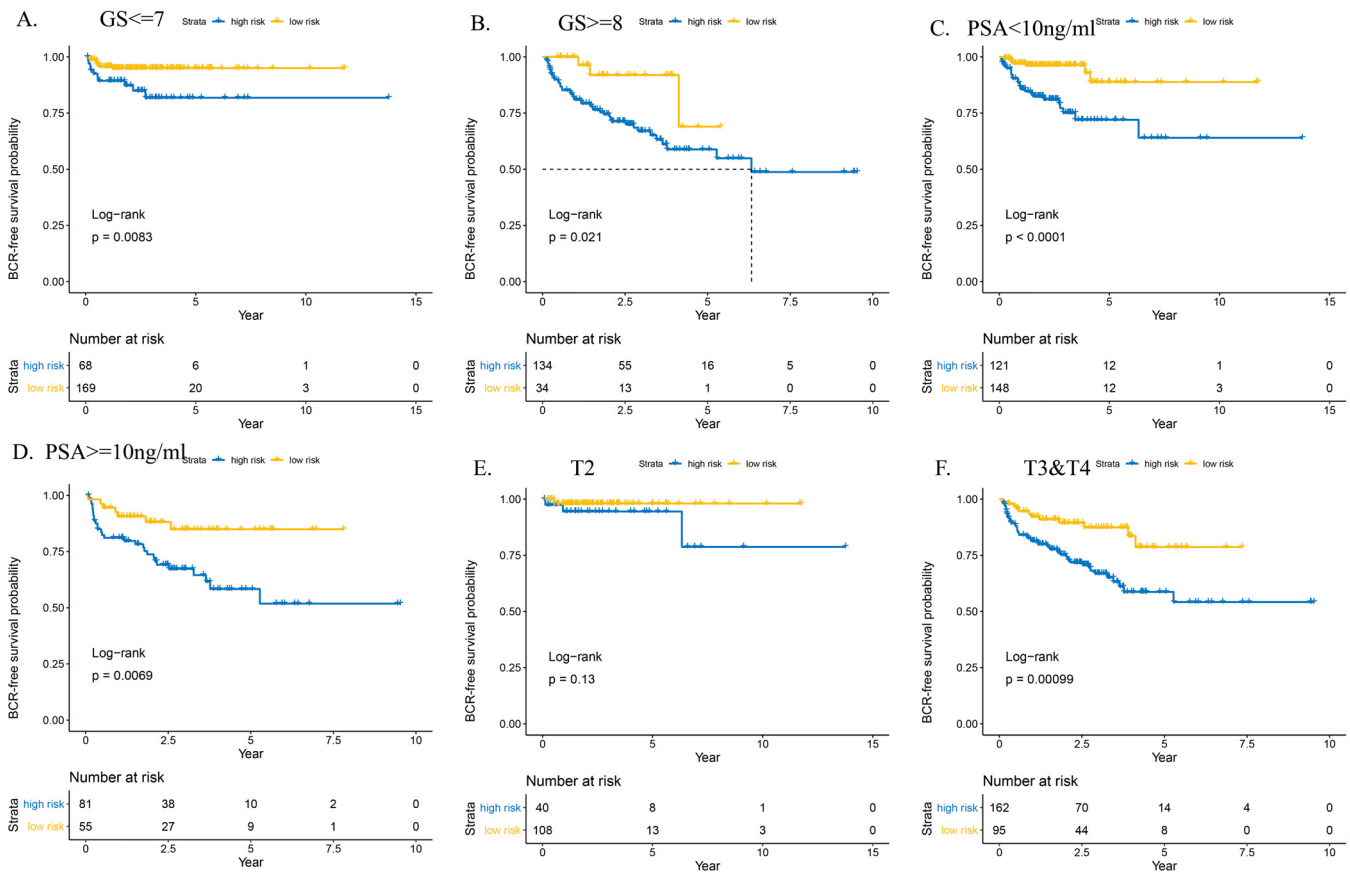 A. GS<=7 Strata high risk low risk
1.00
0.75
0.50
0.25
0.00
BCR-free survival probability
Log-rank
p = 0.0083
0 5 10 15
Year
Number at risk
Strata
high risk 68 6 1 0
low risk 169 20 3 0
0 5 10 15
Year
B. GS>=8 Strata high risk low risk
1.00
0.75
0.50
0.25
0.00
BCR-free survival probability
Log-rank
p = 0.021
0 2.5 5 7.5 10
Year
Number at risk
Strata
high risk 134 55 16 5 0
low risk 34 13 1 0 0
0 2.5 5 7.5 10
Year
C. PSA<10ng/ml Strata high risk low risk
1.00
0.75
0.50
0.25
0.00
BCR-free survival probability
Log-rank
p < 0.0001
0 5 10 15
Year
Number at risk
Strata
high risk 121 12 1 0
low risk 148 12 3 0
0 5 10 15
Year
D. PSA>=10ng/ml Strata high risk low risk
1.00
0.75
0.50
0.25
0.00
BCR-free survival probability
Log-rank
p = 0.0069
0 2.5 5 7.5 10
Year
Number at risk
Strata
high risk 81 38 10 2 0
low risk 55 27 9 1 0
0 2.5 5 7.5 10
Year
E. T2 Strata high risk low risk
1.00
0.75
0.50
0.25
0.00
BCR-free survival probability
Log-rank
p = 0.13
0 5 10 15
Year
Number at risk
Strata
high risk 40 8 1 0
low risk 108 13 3 0
0 5 10 15
Year
F. T3&T4 Strata high risk low risk
1.00
0.75
0.50
0.25
0.00
BCR-free survival probability
Log-rank
p = 0.00099
0 2.5 5 7.5 10
Year
Number at risk
Strata
high risk 162 70 14 4 0
low risk 95 44 8 0 0
0 2.5 5 7.5 10
Year